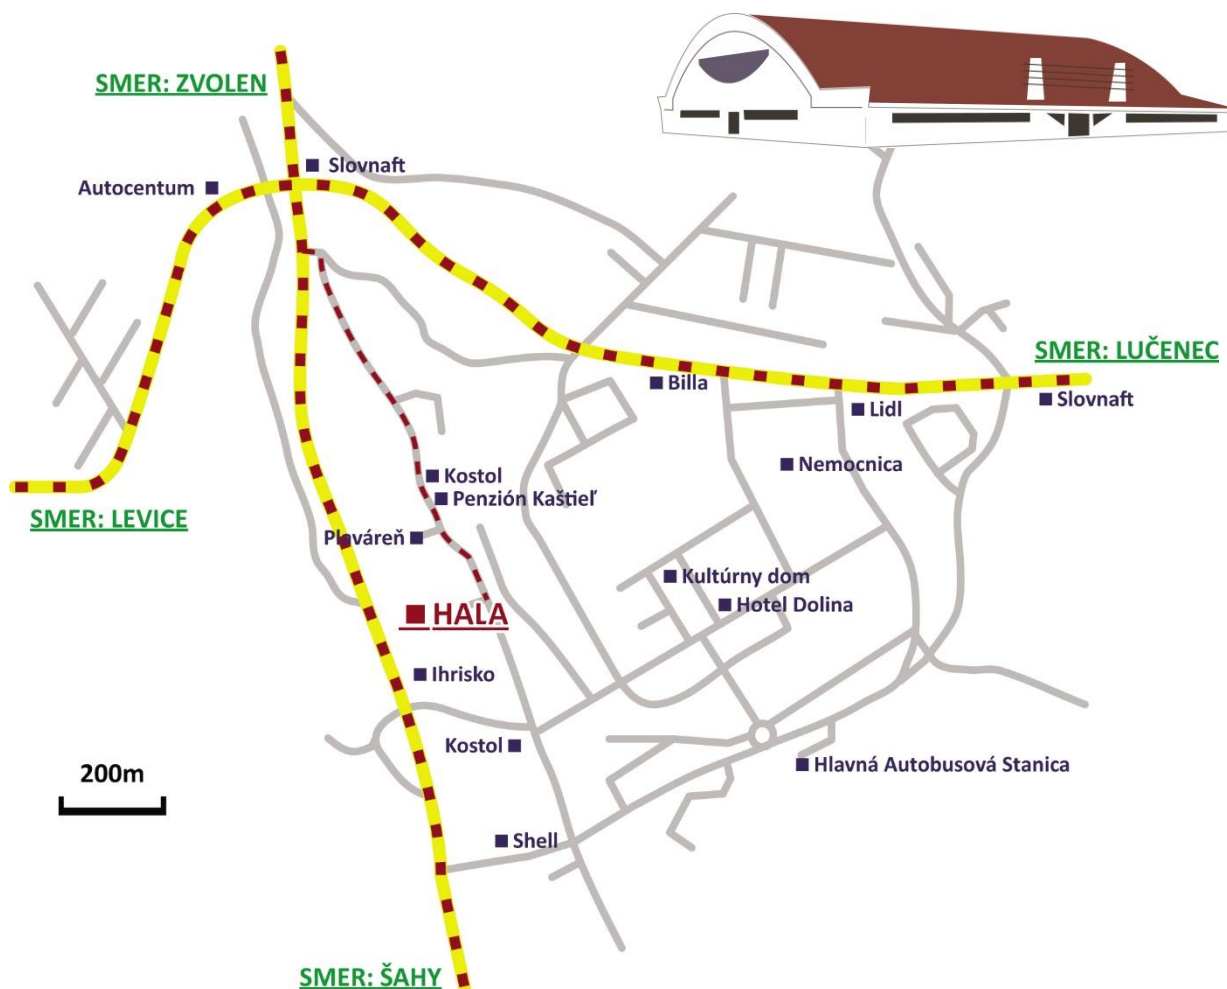 SMER: ZVOLEN
Slovnaft
Autocentum
SMER: LUČENEC
Billa
Slovnaft
Lidl
Nemocnica
Kostol
Penzión Kaštieľ
SMER: LEVICE
Plaváreň
Kultúrny dom
Hotel Dolina
HALA
Ihrisko
Kostol
Hlavná Autobusová Stanica
200m
Shell
SMER: ŠAHY